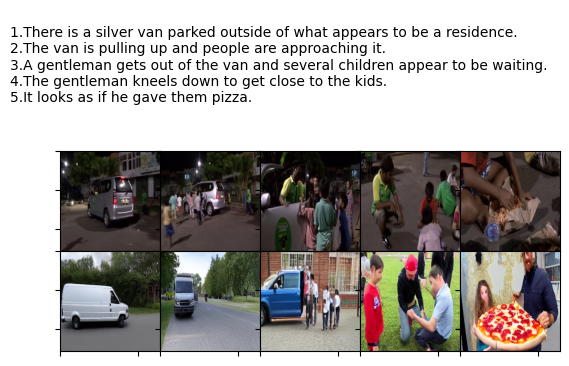 1.There is a silver van parked outside of what appears to be a residence.
2.The van is pulling up and people are approaching it.
3.A gentleman gets out of the van and several children appear to be waiting.
4.The gentleman kneels down to get close to the kids.
5.It looks as if he gave them pizza.